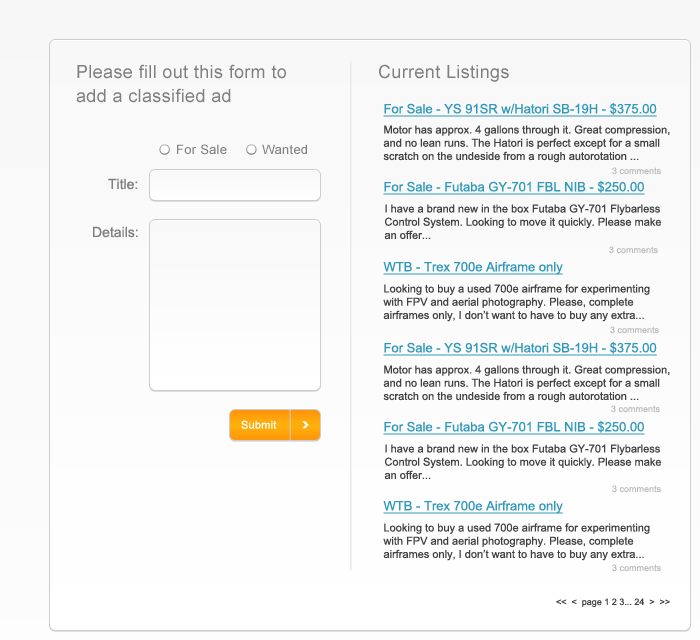 Please fill out this form to
add a classified ad
For Sale
Wanted
Title:
Details:
Submit >
Current Listings
For Sale - YS 91SR w/Hatori SB-19H - $375.00
Motor has approx. 4 gallons through it. Great compression,
and no lean runs. The Hatori is perfect except for a small
scratch on the undeside from a rough autorotation ...
3 comments
For Sale - Futaba GY-701 FBL NIB - $250.00
I have a brand new in the box Futaba GY-701 Flybarless
Control System. Looking to move it quickly. Please make
an offer...
3 comments
WTB - Trex 700e Airframe only
Looking to buy a used 700e airframe for experimenting
with FPV and aerial photography. Please, complete
airframes only, I don't want to have to buy any extra...
3 comments
For Sale - YS 91SR w/Hatori SB-19H - $375.00
Motor has approx. 4 gallons through it. Great compression,
and no lean runs. The Hatori is perfect except for a small
scratch on the undeside from a rough autorotation ...
3 comments
For Sale - Futaba GY-701 FBL NIB - $250.00
I have a brand new in the box Futaba GY-701 Flybarless
Control System. Looking to move it quickly. Please make
an offer...
3 comments
WTB - Trex 700e Airframe only
Looking to buy a used 700e airframe for experimenting
with FPV and aerial photography. Please, complete
airframes only, I don't want to have to buy any extra...
3 comments
<< < page 1 2 3... 24 > >>